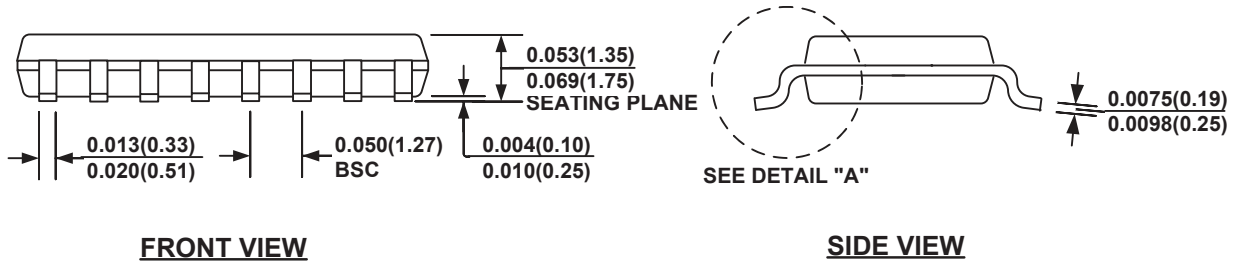 0.053(1.35)
0.069(1.75)
SEATING PLANE
0.013(0.33)
0.020(0.51)
0.050(1.27)
BSC
0.004(0.10)
0.010(0.25)
FRONT VIEW
0.0075(0.19)
0.0098(0.25)
SEE DETAIL "A"
SIDE VIEW